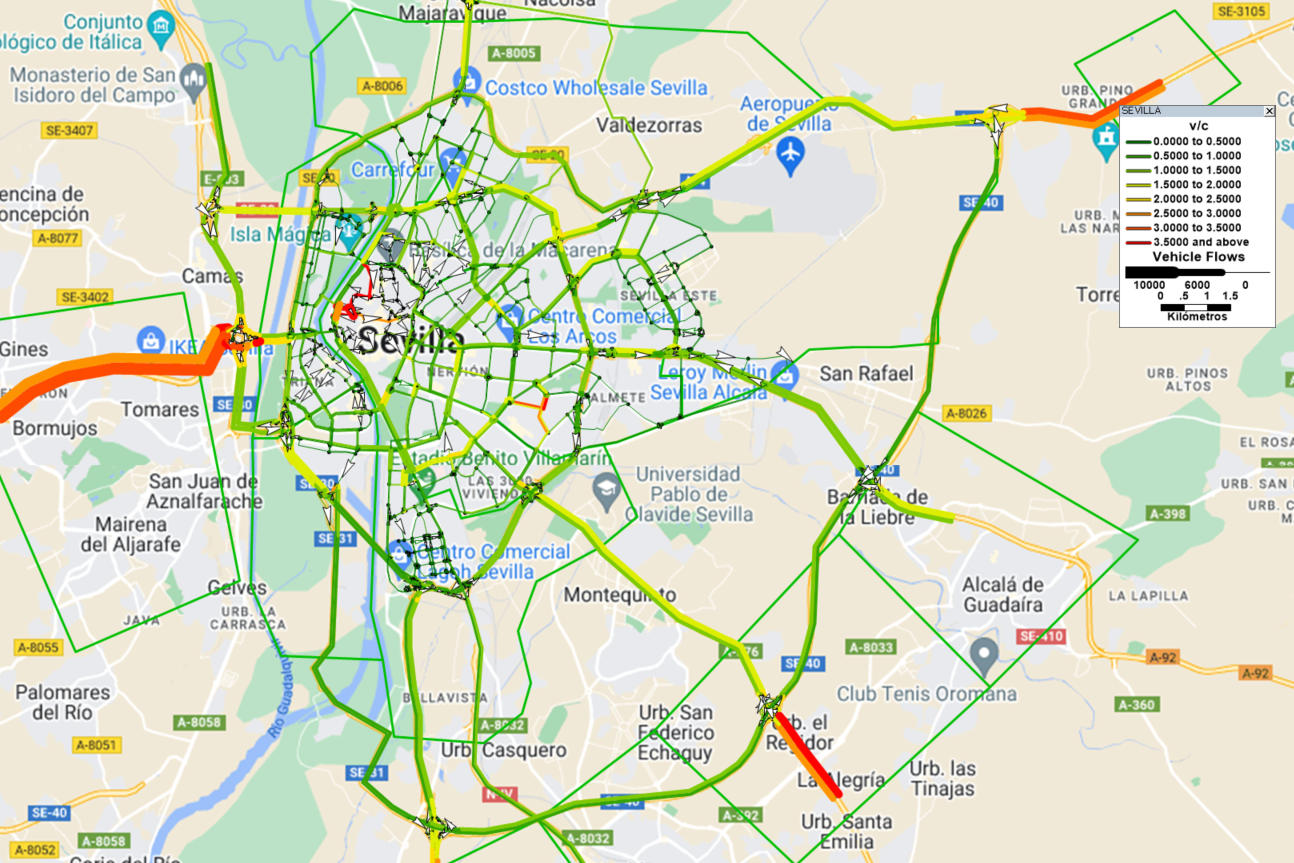 Nacolsa
Majaravique
SE-3105
Conjunto
ológico de Itálica
A-8005
Monasterio de San
Isidoro del Campo
A-8006
Costco Wholesale Sevilla
URB. PINO
Aeropuerto
de Sevilla
SE-3407
Valdezorras
Carrefour
SE-20
encina de
oncepción
A-8077
SE-40
Isla Mágica
Basílica de la Macarena
Camas
SE-3402
SEVILLA ESTE
Torre
Centro Comercial
Los Arcos
Gines
IKEA Sevilla
Sevilla
NERVIÓN
TRIANA
Leroy Merlin
Sevilla Alcalá
San Rafael
URB. PINOS
ALTOS
Tomares
Bormujos
A-8026
EL ROSA
Estadio Benito Villamarín
San Juan de
Aznalfarache
SE-30
LAS 3000
VIVIENDAS
Universidad
Pablo de
Olavide Sevilla
Barriada de
la Liebre
URB. SAN
URB. C
A-398
Mairena
del Aljarafe
SE-31
Centro Comercial
Lagoh Sevilla
Gelves
URB. LA
CARRASCA
Montequinto
Alcalá de
Guadaíra
LA LAPILLA
JAVA
A-8055
SE-410
A-8033
A-92
A-92
SE-40
Palomares
del Río
Río Guadalquivir
BELLAVISTA
Club Tenis Oromana
A-360
A-8058
A-8032
Urb. San
Federico
Echaguy
Urb. el
Regidor
A-8051
Urb. Casquero
SE-31
La Alegría
Urb. las
Tinajas
N-IV
SE-40
SE-40
A-392
Urb. Santa
Emilia
A-8058
A-8032
A-8052
Coria del Río
SEVILLA
v/c
0.0000 to 0.5000
0.5000 to 1.0000
1.0000 to 1.5000
1.5000 to 2.0000
2.0000 to 2.5000
2.5000 to 3.0000
3.0000 to 3.5000
3.5000 and above
Vehicle Flows
10000 6000 0
0 .5 1 1.5
Kilómetros